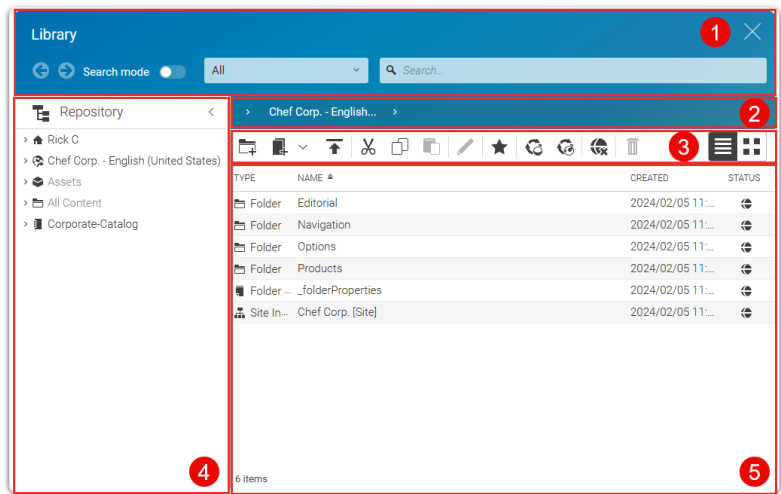 Library
1
Search mode
All
Search...
Repository
Chef Corp. - English...
2
3
Rick C
Chef Corp. - English (United States)
Assets
All Content
Corporate-Catalog
TYPE NAME CREATED STATUS
Folder Editorial 2024/02/05 11:...
Folder Navigation 2024/02/05 11:...
Folder Options 2024/02/05 11:...
Folder Products 2024/02/05 11:...
Folder ... _folderProperties 2024/02/05 11:...
Site In... Chef Corp. [Site] 2024/02/05 11:...
4
6 items
5